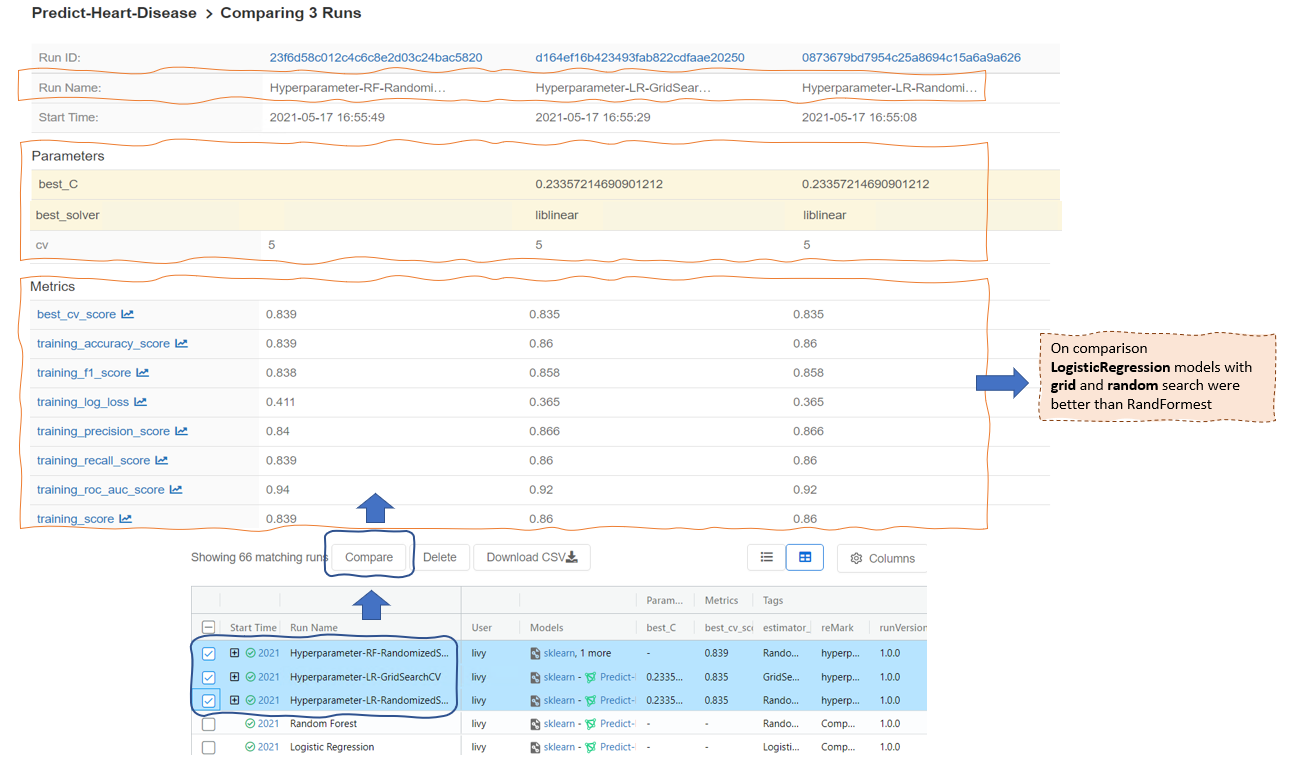 Predict-Heart-Disease > Comparing 3 Runs
Run ID: 23f6d58c012c4c6c8e2d03c24bac5820 d164ef16b423493fab822cdfaae20250 0873679bd7954c25a8694c15a6a9a626
Run Name: Hyperparameter-RF-Randomi... Hyperparameter-LR-GridSear... Hyperparameter-LR-Randomi...
Start Time: 2021-05-17 16:55:49 2021-05-17 16:55:29 2021-05-17 16:55:08
Parameters
best_C 0.23357214690901212 0.23357214690901212
best_solver liblinear liblinear
cv 5 5 5
Metrics
best_cv_score 0.839 0.835 0.835
training_accuracy_score 0.839 0.86 0.86
training_f1_score 0.838 0.858 0.858
training_log_loss 0.411 0.365 0.365
training_precision_score 0.84 0.866 0.866
training_recall_score 0.839 0.86 0.86
training_roc_auc_score 0.94 0.92 0.92
training_score 0.839 0.86 0.86
On comparison
LogisticRegression models with
grid and random search were
better than RandFormest
Showing 66 matching runs Compare Delete Download CSV Columns
Param... Metrics Tags
Start Time Run Name User Models best_C best_cv_sc estimator_ reMark runVersion
2021 Hyperparameter-RF-RandomizedS... livy sklearn, 1 more - 0.839 Rando... hyperp... 1.0.0
2021 Hyperparameter-LR-GridSearchCV livy sklearn - Predict- 0.2335... 0.835 GridSe... hyperp... 1.0.0
2021 Hyperparameter-LR-RandomizedS... livy sklearn - Predict- 0.2335... 0.835 Rando... hyperp... 1.0.0
2021 Random Forest livy sklearn - Predict- - - Rando... Comp... 1.0.0
2021 Logistic Regression livy sklearn - Predict- - - Logisti... Comp... 1.0.0